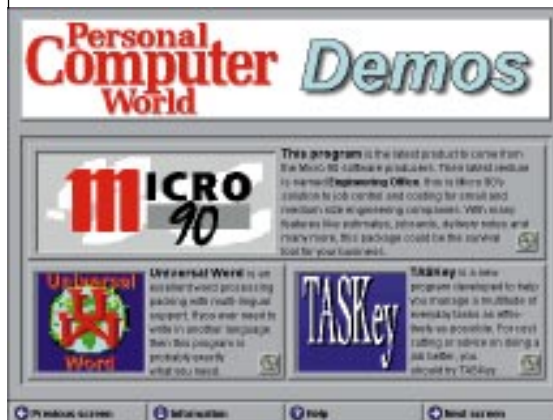 Personal
Computer
World
Demos
MICRO
90
This program is the latest product to come from
the Micro 90 software producers. Their latest release
is named Engineering Office, this is Micro 90's
solution to job control and costing for small and
medium size engineering companies. With many
features like estimates, jobcards, delivery notes and
many more, this package could be the survival
tool for your business.
Universal
UW
Word
Universal Word is an
excellent word processing
package with multi-lingual
support. If you ever need to
write in another language
then this program is
probably exactly
what you need.
TASKey
TASKey is a new
program developed to help
you manage a multitude of
everyday tasks as effec-
tively as possible. For cost
cutting or advice on doing a
job better, you
should try TASKey.
Previous screen
Information
Help
Next screen